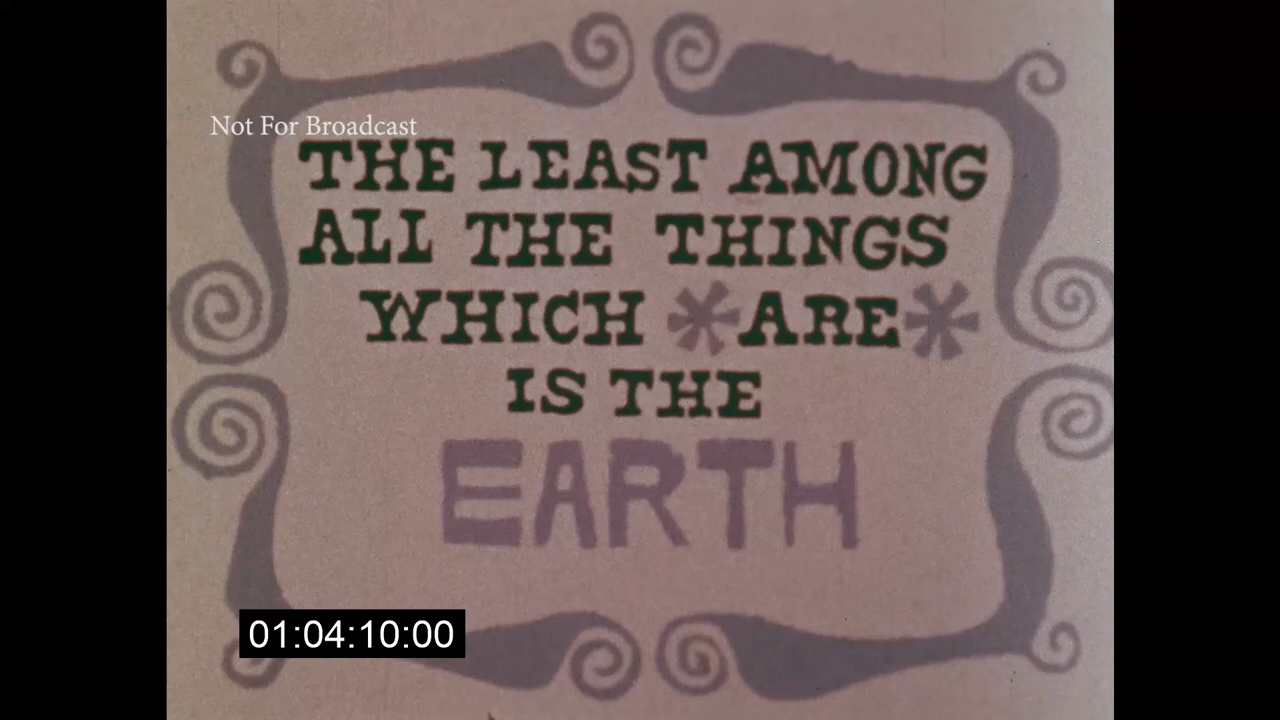 Not For Broadcast
THE LEAST AMONG
ALL THE THINGS
WHICH *ARE*
IS THE
EARTH
01:04:10:00